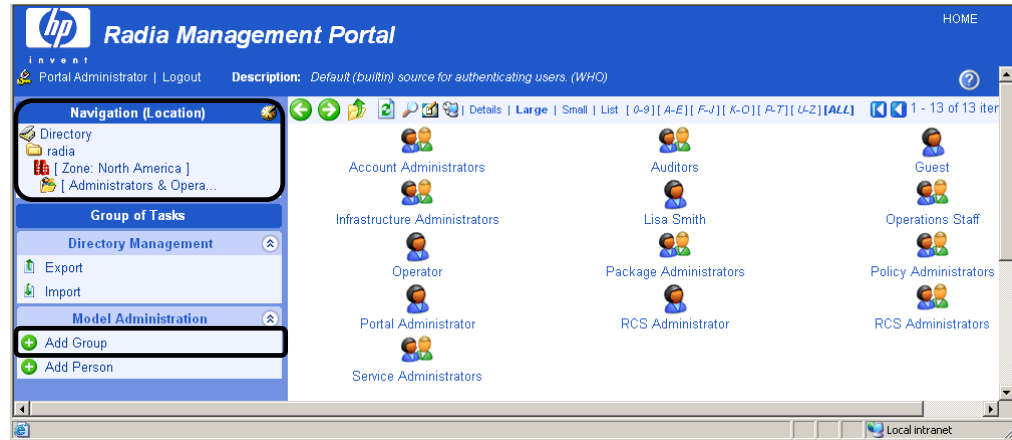 HOME
hp
Radia Management Portal
invent
Portal Administrator | Logout Description: Default (builtin) source for authenticating users. (WHO)
Navigation (Location)
Directory
radia
[ Zone: North America ]
[ Administrators & Opera...
Group of Tasks
Directory Management
Export
Import
Model Administration
Add Group
Add Person
| Details | Large | Small | List [ 0-9 ] [ A-E ] [ F-J ] [ K-O ] [ P-T ] [ U-Z ] [ALL] 1 - 13 of 13 iter
Account Administrators Auditors Guest
Infrastructure Administrators Lisa Smith Operations Staff
Operator Package Administrators Policy Administrators
Portal Administrator RCS Administrator RCS Administrators
Service Administrators
Local intranet